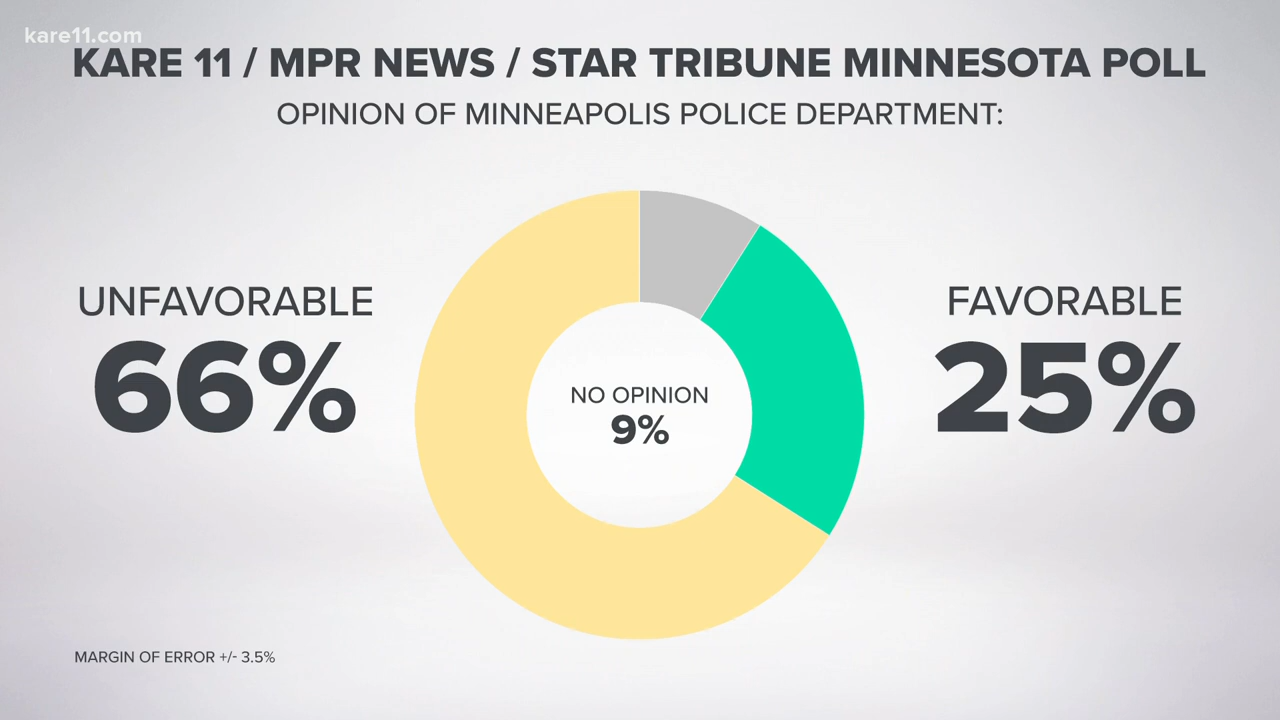 kare11.com
KARE 11 / MPR NEWS / STAR TRIBUNE MINNESOTA POLL
OPINION OF MINNEAPOLIS POLICE DEPARTMENT:
UNFAVORABLE
66%
NO OPINION
9%
FAVORABLE
25%
MARGIN OF ERROR +/- 3.5%